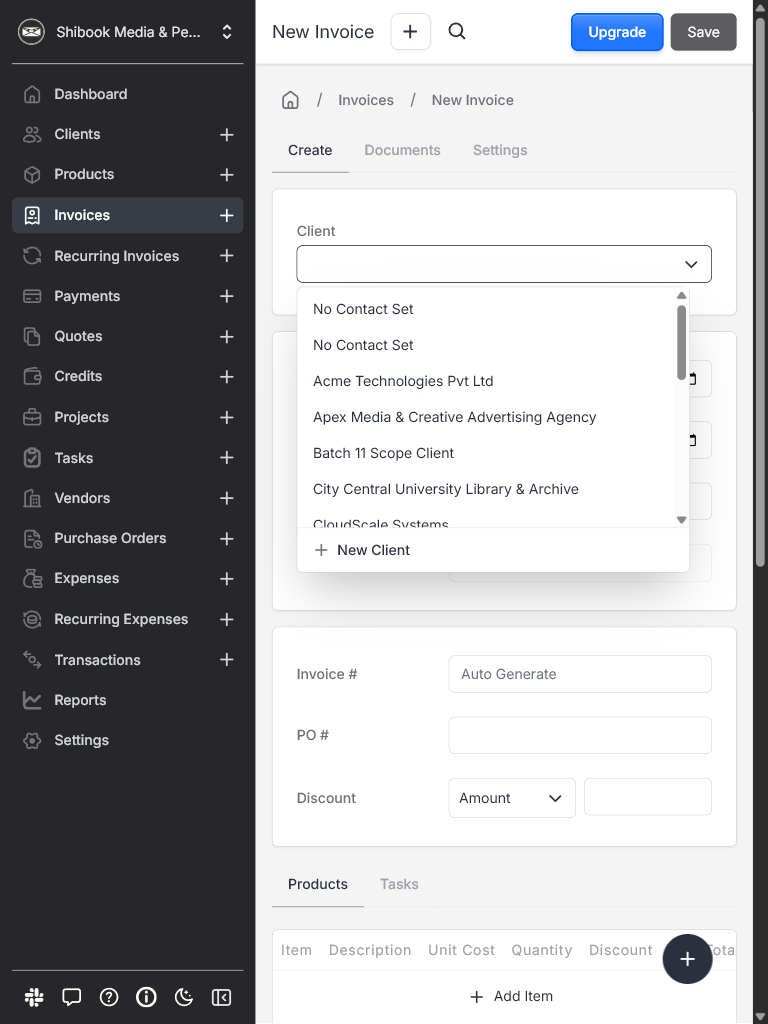 Shibook Media & Pe...
Dashboard
Clients
Products
Invoices
Recurring Invoices
Payments
Quotes
Credits
Projects
Tasks
Vendors
Purchase Orders
Expenses
Recurring Expenses
Transactions
Reports
Settings
New Invoice
Upgrade
Save
/ Invoices / New Invoice
Create Documents Settings
Client
No Contact Set
No Contact Set
Acme Technologies Pvt Ltd
Apex Media & Creative Advertising Agency
Batch 11 Scope Client
City Central University Library & Archive
CloudScale Systems
New Client
Invoice # Auto Generate
PO #
Discount Amount
Products Tasks
Item Description Unit Cost Quantity Discount
Add Item